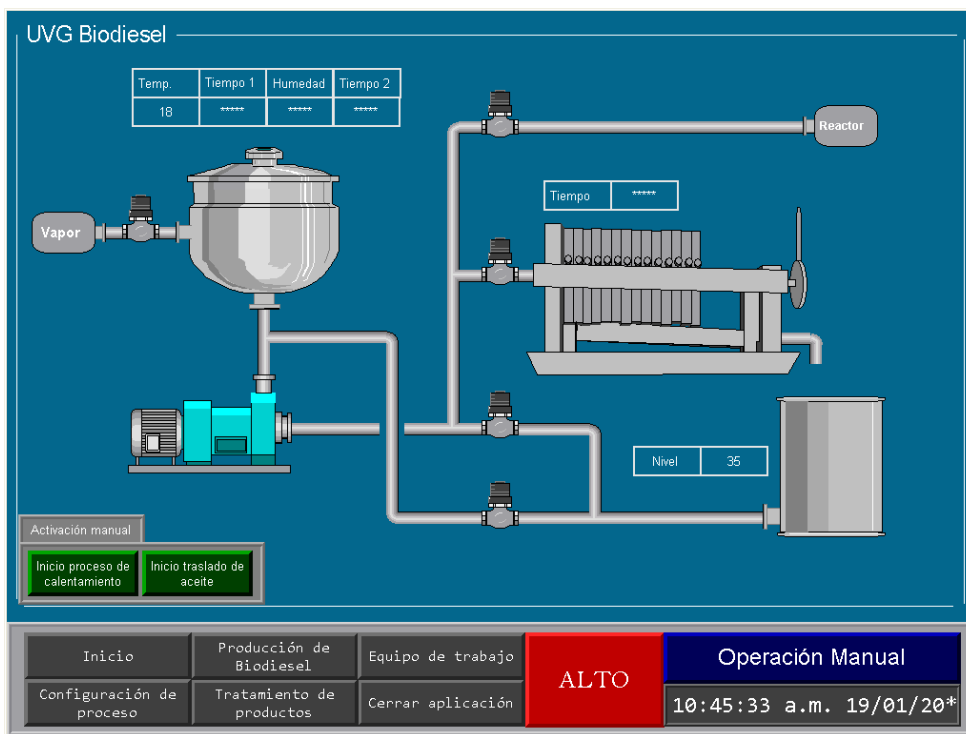 UVG Biodiesel
Temp. Tiempo 1 Humedad Tiempo 2
18 ***** ***** *****
Reactor
Tiempo *****
Vapor
Nivel 35
Activación manual
Inicio proceso de
calentamiento
Inicio traslado de
aceite
Inicio
Producción de
Biodiesel
Equipo de trabajo
Configuración de
proceso
Tratamiento de
productos
Cerrar aplicación
ALTO
Operación Manual
10:45:33 a.m. 19/01/20*